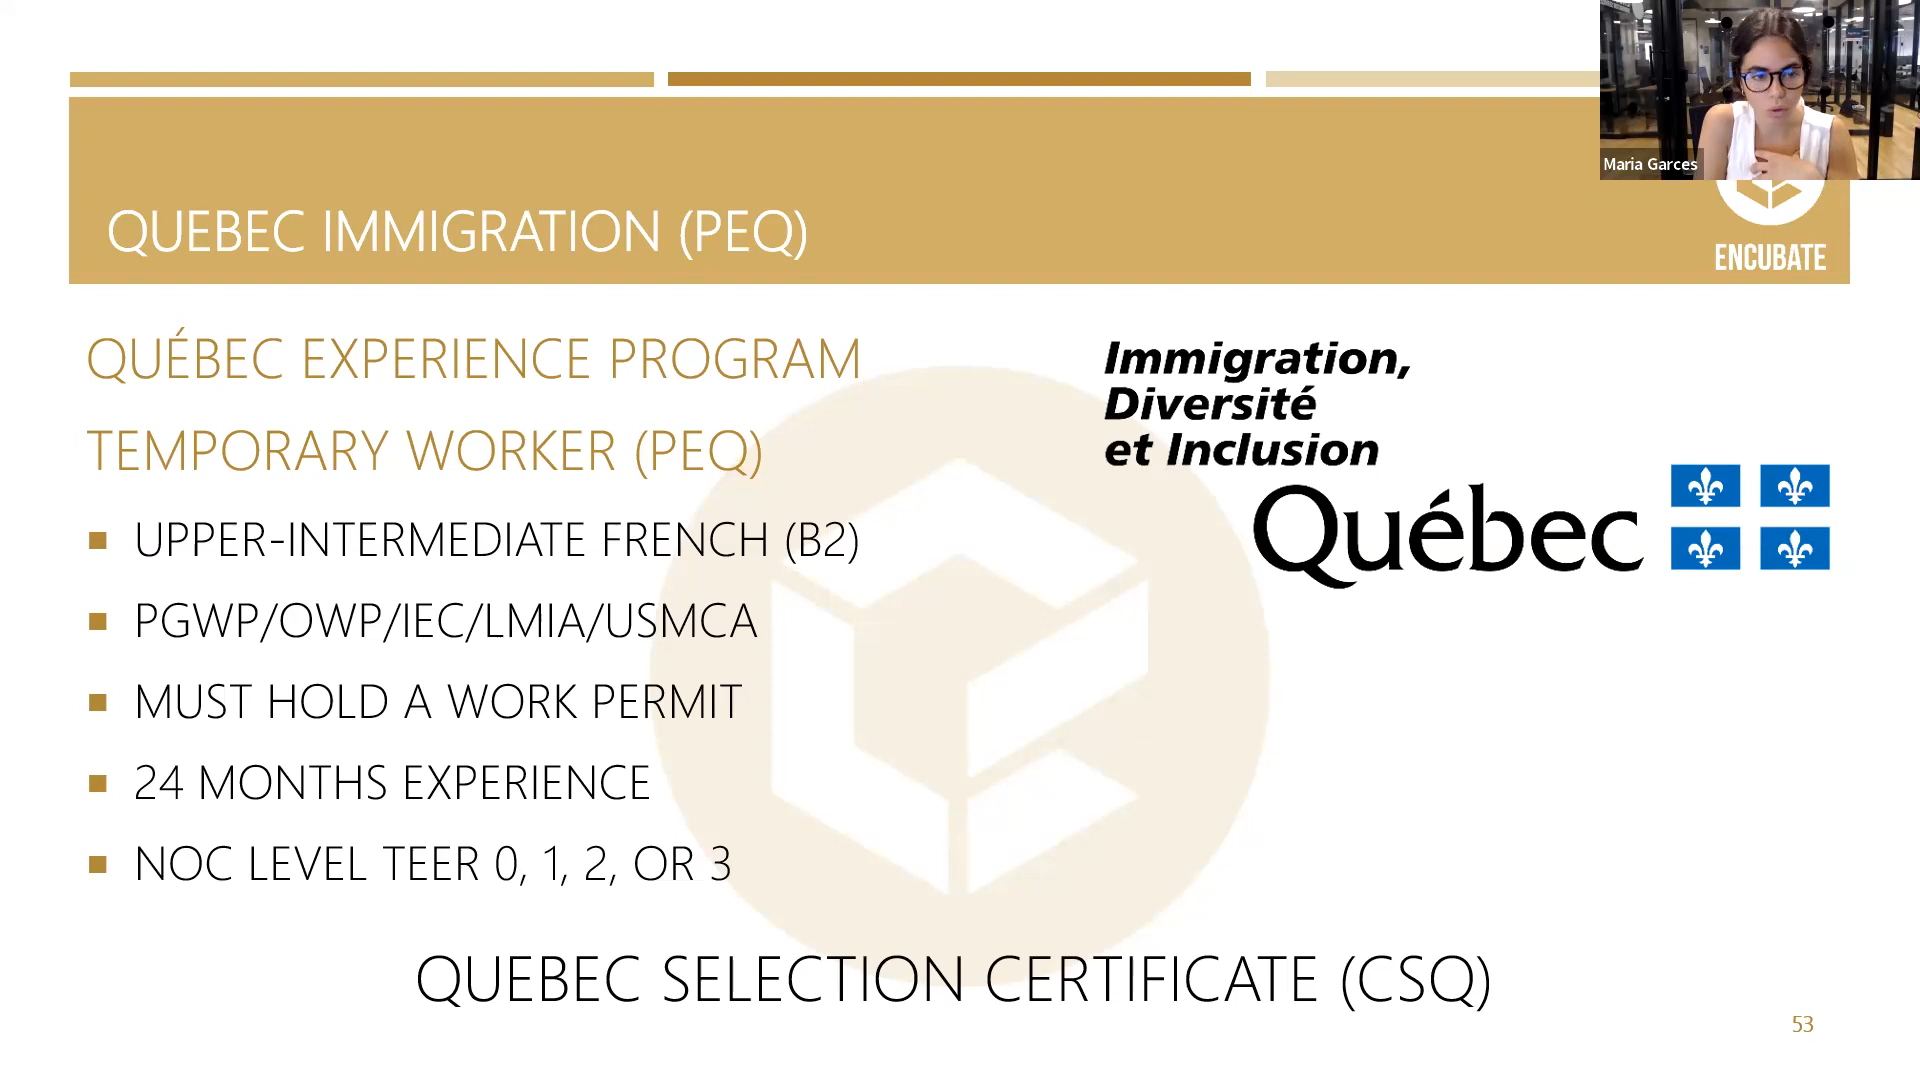 Maria Garces
QUEBEC IMMIGRATION (PEQ)
ENCUBATE
QUÉBEC EXPERIENCE PROGRAM
TEMPORARY WORKER (PEQ)
UPPER-INTERMEDIATE FRENCH (B2)
PGWP/OWP/IEC/LMIA/USMCA
MUST HOLD A WORK PERMIT
24 MONTHS EXPERIENCE
NOC LEVEL TEER 0, 1, 2, OR 3
Immigration,
Diversité
et Inclusion
Québec
QUEBEC SELECTION CERTIFICATE (CSQ)
53